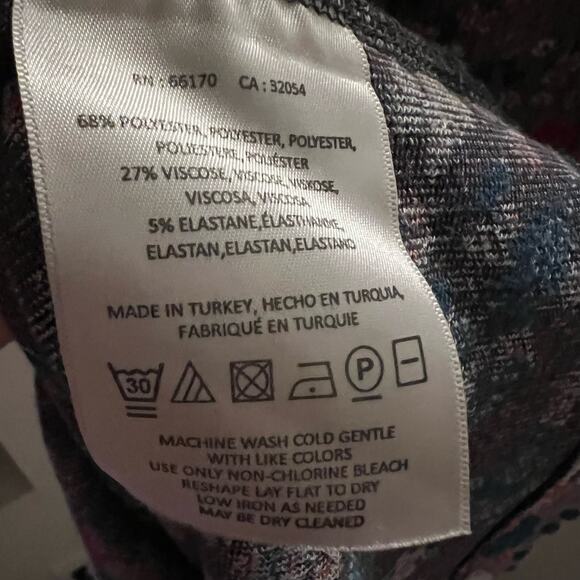 RN : 66170 CA : 32054
68% POLYESTER, POLYESTER, POLYESTER,
POLIESTERE, POLIÉSTER
27% VISCOSE, VISCOSE, VISKOSE,
VISCOSA, VISCOSA
5% ELASTANE,ÉLASTHANNE,
ELASTAN,ELASTAN,ELASTANO
MADE IN TURKEY, HECHO EN TURQUIA,
FABRIQUÉ EN TURQUIE
30
P
MACHINE WASH COLD GENTLE
WITH LIKE COLORS
USE ONLY NON-CHLORINE BLEACH
RESHAPE LAY FLAT TO DRY
LOW IRON AS NEEDED
MAY BE DRY CLEANED